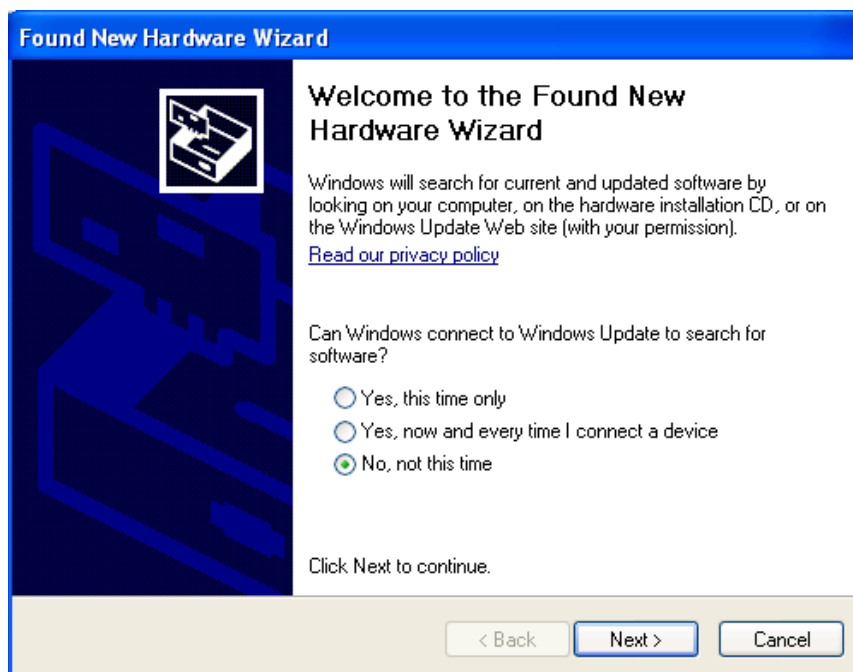 Found New Hardware Wizard
Welcome to the Found New
Hardware Wizard
Windows will search for current and updated software by
looking on your computer, on the hardware installation CD, or on
the Windows Update Web site (with your permission).
Read our privacy policy
Can Windows connect to Windows Update to search for
software?
Yes, this time only
Yes, now and every time I connect a device
No, not this time
Click Next to continue.
< Back Next > Cancel